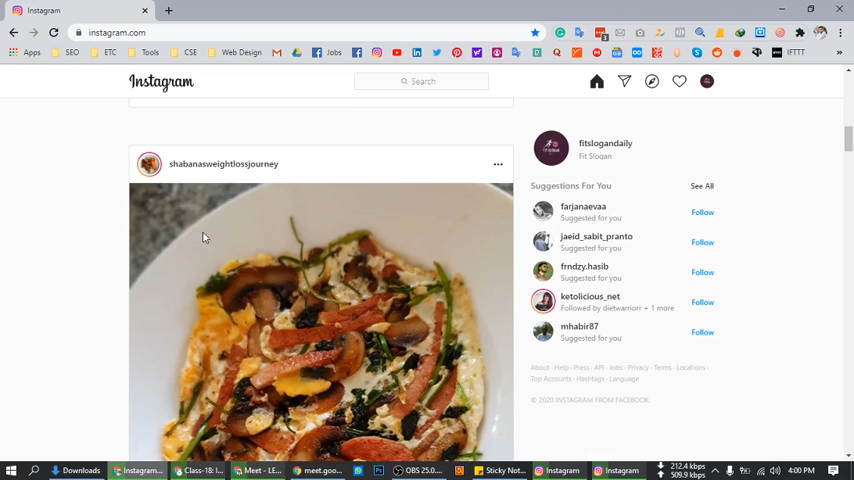 Instagram
instagram.com
3
Apps SEO ETC Tools CSE Web Design Jobs IFTTT
Instagram
Search
shabanasweightlossjourney
fitslogandaily
Fit Slogan
Suggestions For You See All
farjanaevaa
Suggested for you
Follow
jaeid_sabit_pranto
Suggested for you
Follow
frndzy.hasib
Suggested for you
Follow
ketolicious_net
Followed by dietwarriorr + 1 more
Follow
mhabir87
Suggested for you
Follow
About · Help · Press · API · Jobs · Privacy · Terms · Locations ·
Top Accounts · Hashtags · Language
© 2020 INSTAGRAM FROM FACEBOOK
Downloads Instagram... Class-18: I... Meet - LE... meet.goo... OBS 25.0.... Sticky Not... Instagram Instagram
212.4 kbps
509.9 kbps
4:00 PM